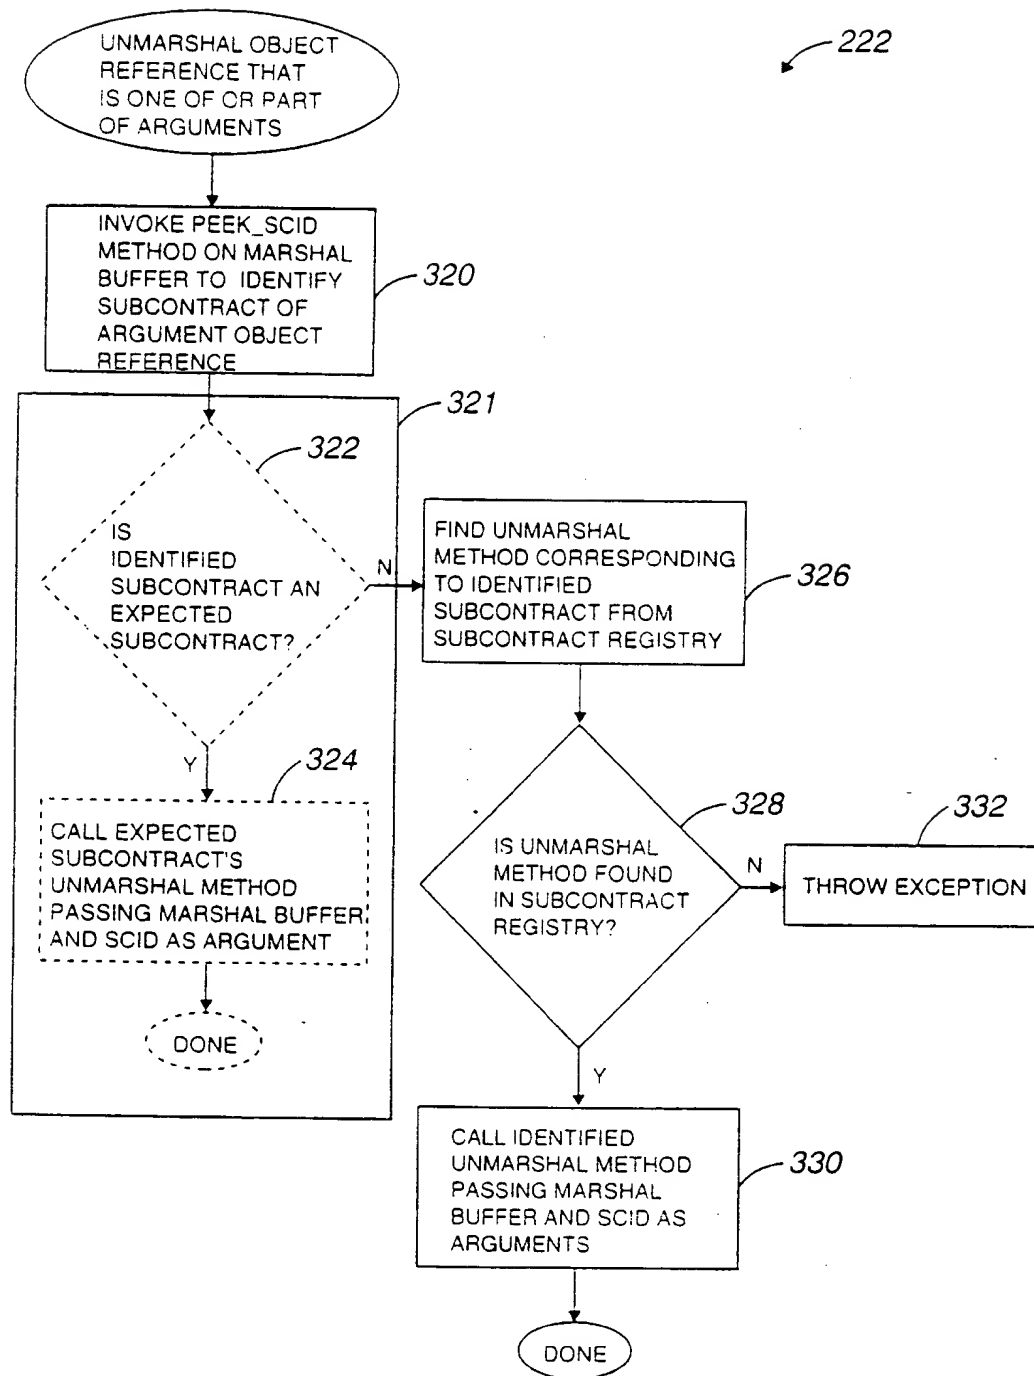 UNMARSHAL OBJECT
REFERENCE THAT
IS ONE OF OR PART
OF ARGUMENTS
222
INVOKE PEEK_SCID
METHOD ON MARSHAL
BUFFER TO IDENTIFY
SUBCONTRACT OF
ARGUMENT OBJECT
REFERENCE
320
321
322
IS
IDENTIFIED
SUBCONTRACT AN
EXPECTED
SUBCONTRACT?
N
FIND UNMARSHAL
METHOD CORRESPONDING
TO IDENTIFIED
SUBCONTRACT FROM
SUBCONTRACT REGISTRY
326
Y
324
CALL EXPECTED
SUBCONTRACT'S
UNMARSHAL METHOD
PASSING MARSHAL BUFFER
AND SCID AS ARGUMENT
DONE
328
IS UNMARSHAL
METHOD FOUND
IN SUBCONTRACT
REGISTRY?
N
332
THROW EXCEPTION
Y
CALL IDENTIFIED
UNMARSHAL METHOD
PASSING MARSHAL
BUFFER AND SCID AS
ARGUMENTS
330
DONE